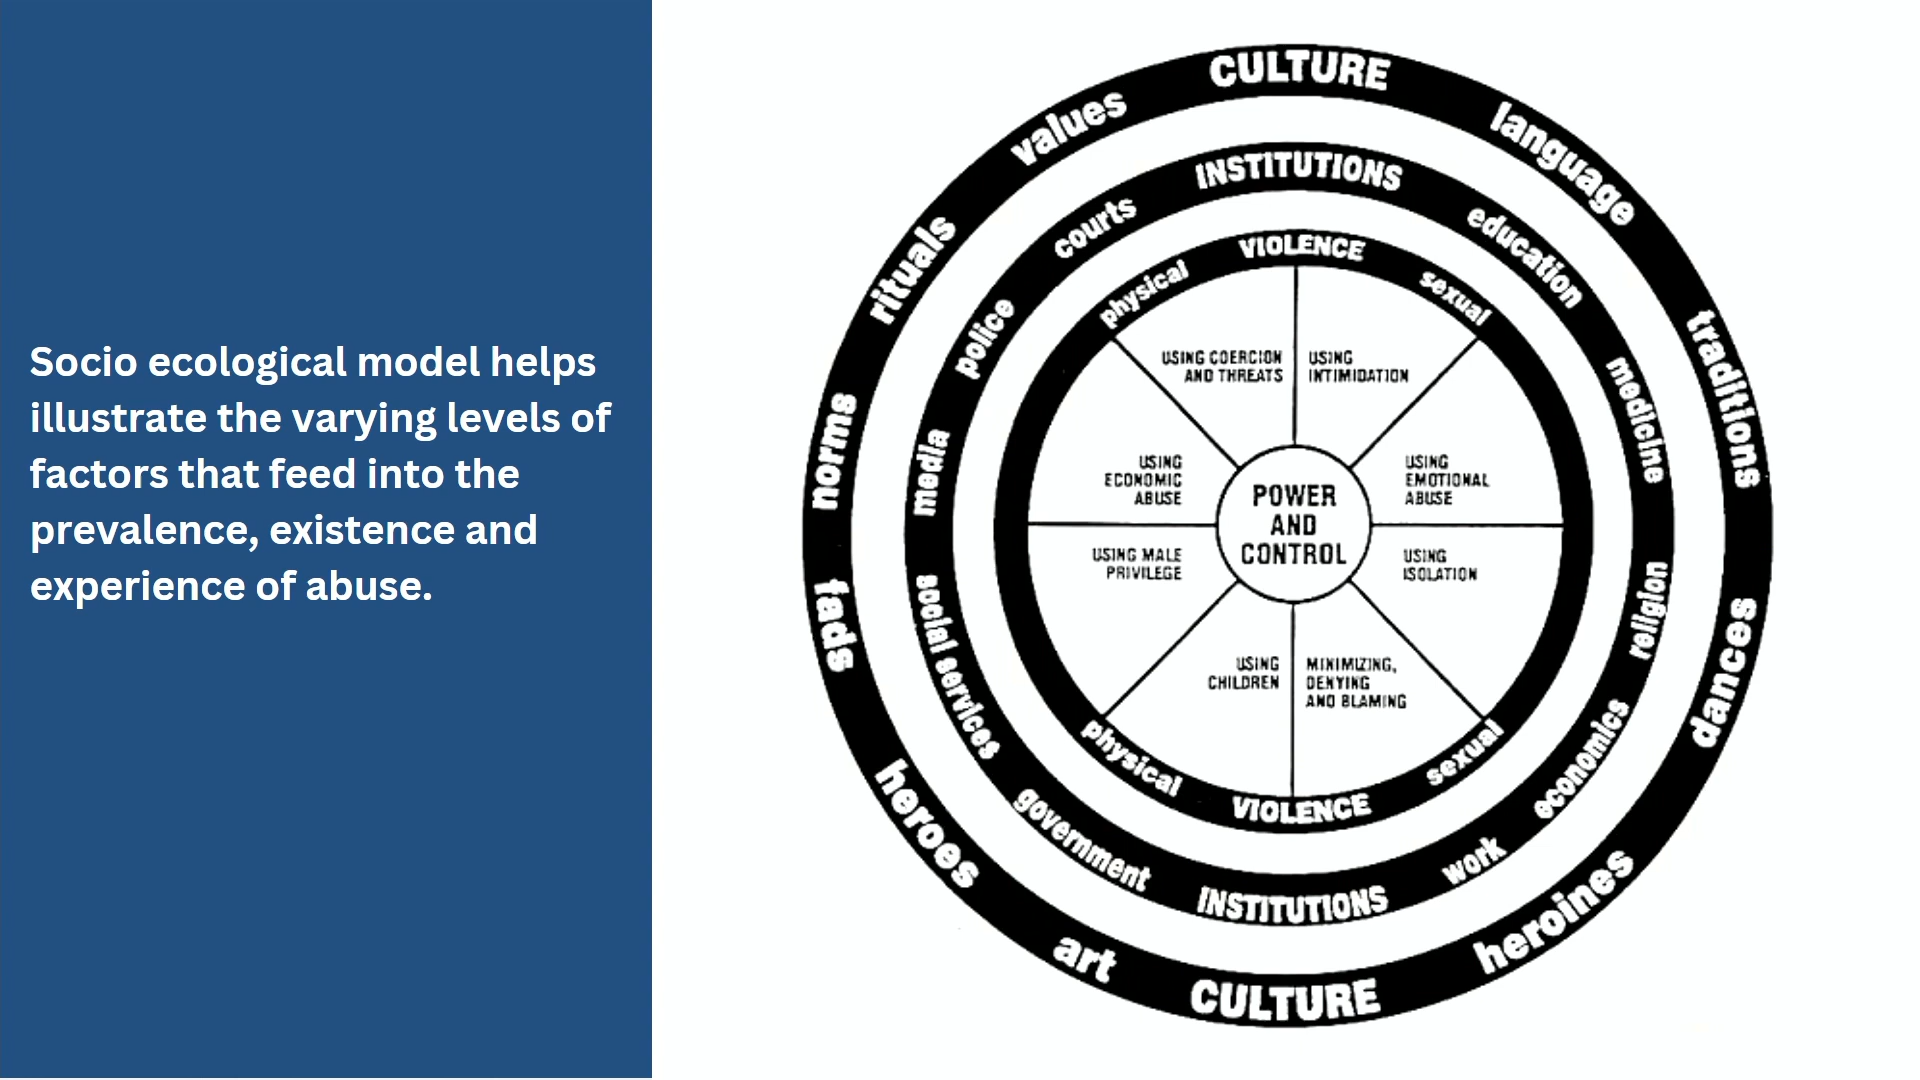 Socio ecological model helps
illustrate the varying levels of
factors that feed into the
prevalence, existence and
experience of abuse.
CULTURE
language
traditions
dances
heroines
CULTURE
art
heroes
fads
norms
rituals
values
INSTITUTIONS
education
medicine
religion
economics
work
INSTITUTIONS
government
social services
media
police
courts
VIOLENCE
sexual
sexual
VIOLENCE
physical
physical
USING COERCION
AND THREATS
USING
INTIMIDATION
USING
EMOTIONAL
ABUSE
USING
ISOLATION
MINIMIZING,
DENYING
AND BLAMING
USING
CHILDREN
USING MALE
PRIVILEGE
USING
ECONOMIC
ABUSE
POWER
AND
CONTROL